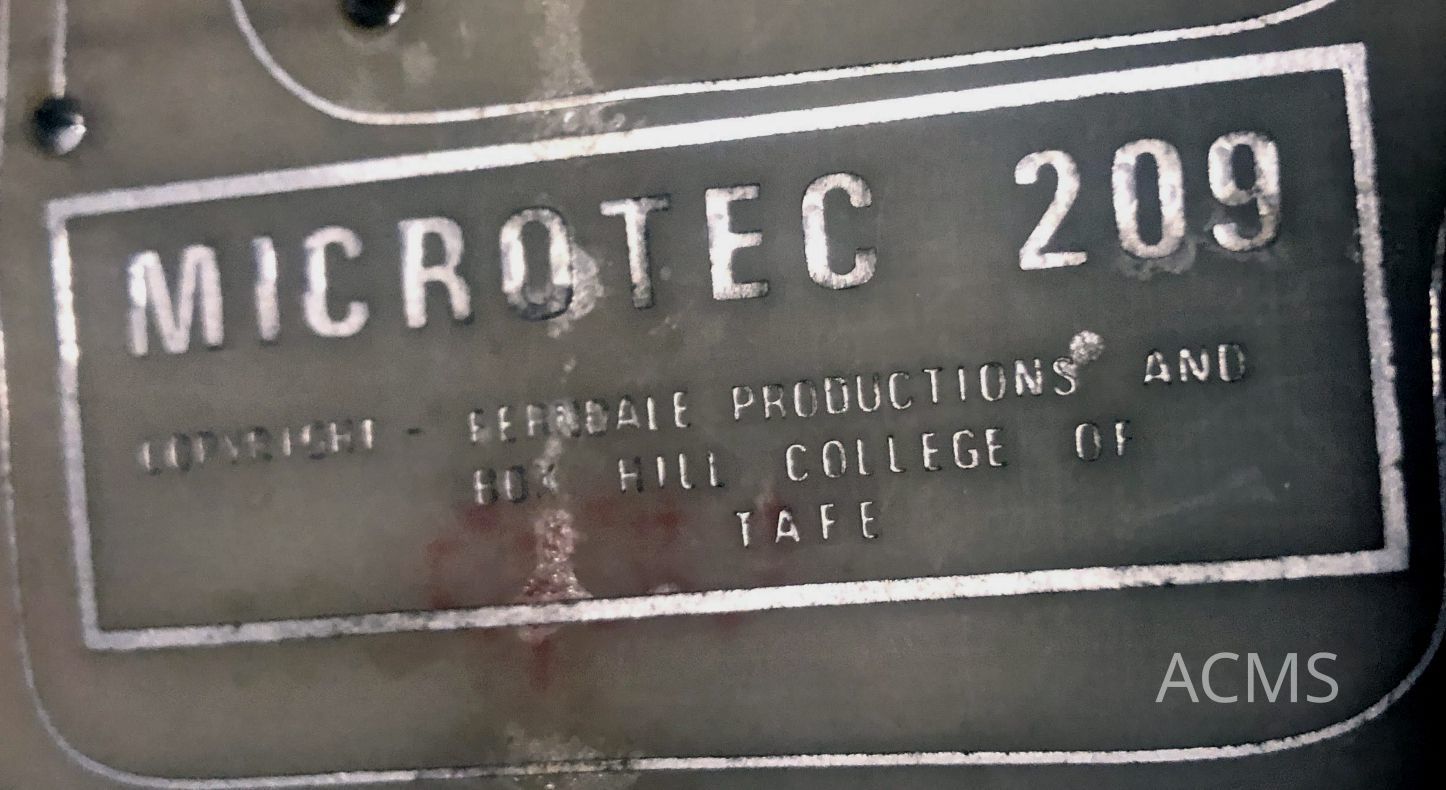 MICROTEC 209
COPYRIGHT - FERNDALE PRODUCTIONS AND
BOX HILL COLLEGE OF
TAFE
ACMS